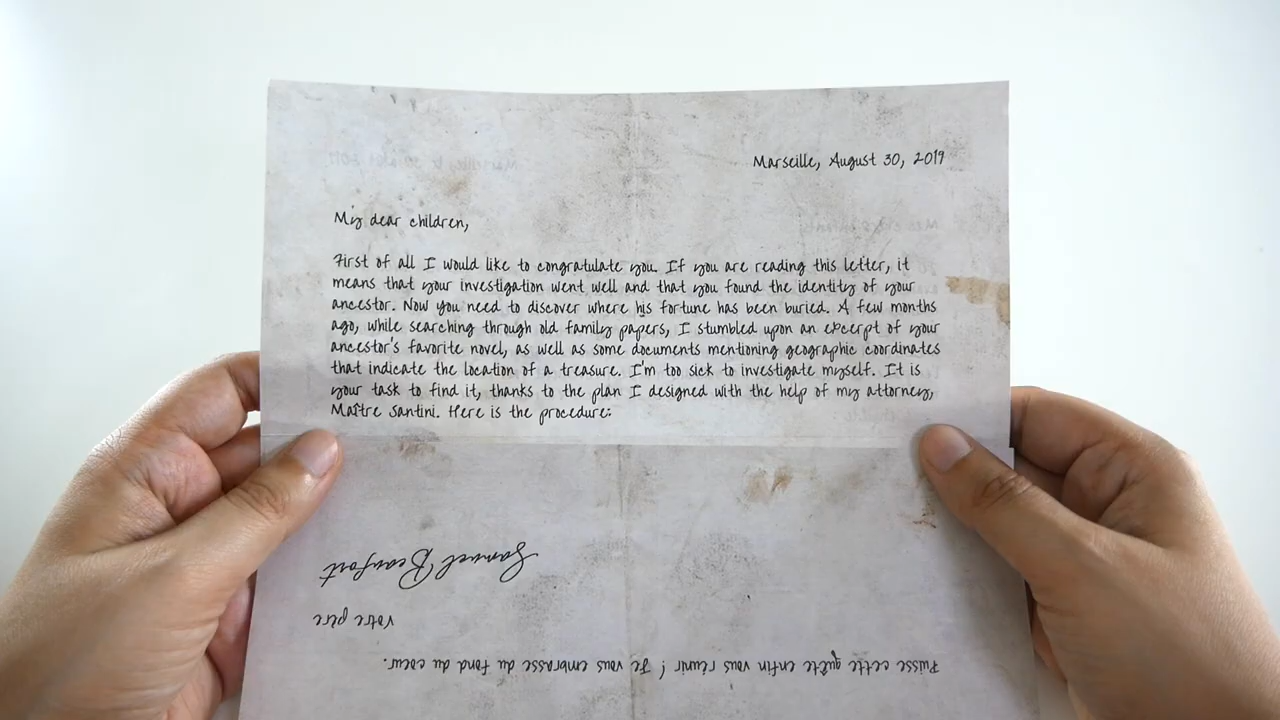 Marseille, August 30, 2019
My dear children,
First of all I would like to congratulate you. If you are reading this letter, it
means that your investigation went well and that you found the identity of your
ancestor. Now you need to discover where his fortune has been buried. A few months
ago, while searching through old family papers, I stumbled upon an excerpt of your
ancestor's favorite novel, as well as some documents mentioning geographic coordinates
that indicate the location of a treasure. I'm too sick to investigate myself. It is
your task to find it, thanks to the plan I designed with the help of my attorney,
Maître Santini. Here is the procedure:
Puisse cette quête enfin vous réunir ! Je vous embrasse du fond du coeur.
Votre père
Samuel Beaufort